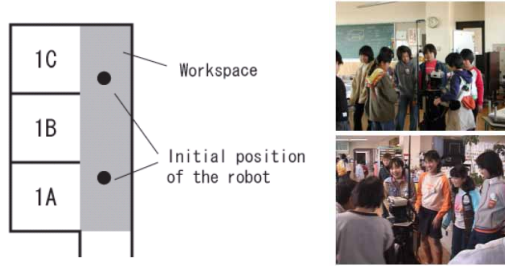 1C
Workspace
1B
Initial position
of the robot
1A